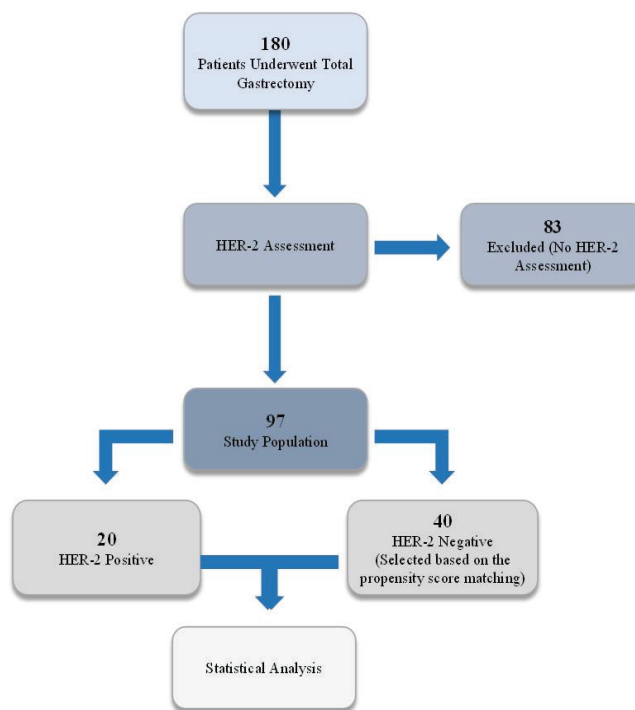 180
Patients Underwent Total
Gastrectomy
HER-2 Assessment
83
Excluded (No HER-2
Assessment)
97
Study Population
20
HER-2 Positive
40
HER-2 Negative
(Selected based on the
propensity score matching)
Statistical Analysis